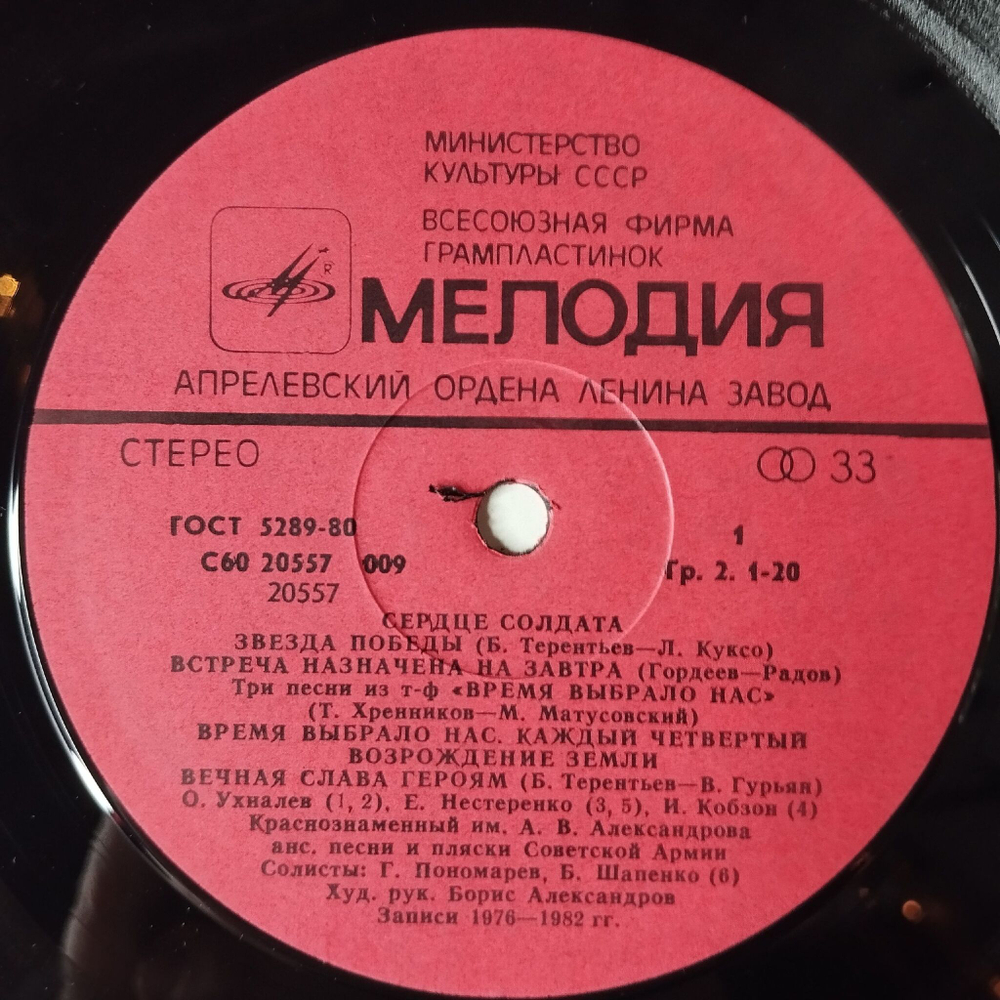 МИНИСТЕРСТВО
КУЛЬТУРЫ СССР
ВСЕСОЮЗНАЯ ФИРМА
ГРАМПЛАСТИНОК
R
МЕЛОДИЯ
АПРЕЛЕВСКИЙ ОРДЕНА ЛЕНИНА ЗАВОД
СТЕРЕО
33
ГОСТ 5289-80
1
С60 20557 009
Гр. 2. 1-20
20557
СЕРДЦЕ СОЛДАТА
ЗВЕЗДА ПОБЕДЫ (Б. Терентьев—Л. Куксо)
ВСТРЕЧА НАЗНАЧЕНА НА ЗАВТРА (Гордеев—Радов)
Три песни из т-ф «ВРЕМЯ ВЫБРАЛО НАС»
(Т. Хренников—М. Матусовский)
ВРЕМЯ ВЫБРАЛО НАС. КАЖДЫЙ ЧЕТВЕРТЫЙ
ВОЗРОЖДЕНИЕ ЗЕМЛИ
ВЕЧНАЯ СЛАВА ГЕРОЯМ (Б. Терентьев—В. Гурьян)
О. Ухналев (1, 2), Е. Нестеренко (3, 5), И. Кобзон (4)
Краснознаменный им. А. В. Александрова
анс. песни и пляски Советской Армии
Солисты: Г. Пономарев, Б. Шапенко (6)
Худ. рук. Борис Александров
Записи 1976—1982 гг.